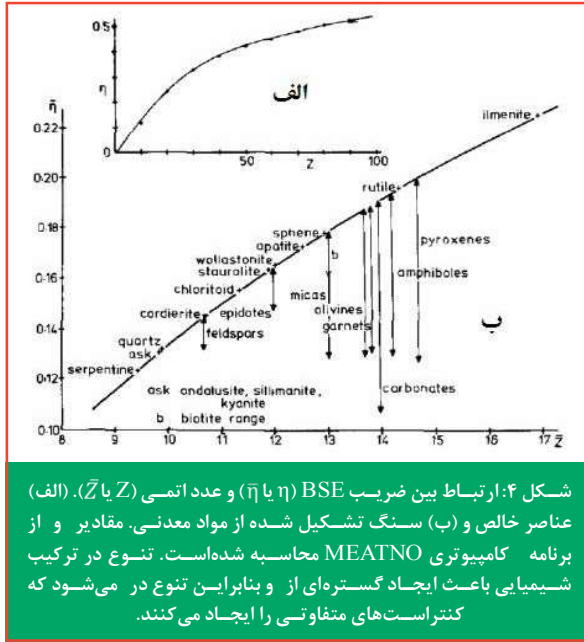 0.5
η
0
50
Z
100
الف
η̄
0.22
0.20
0.18
0.16
0.14
0.12
0.10
ilmenite
rutile
pyroxenes
sphene
apatite
b
amphiboles
wollastonite
staurolite
micas
olivines
garnets
chloritoid
epidotes
cordierite
feldspars
ب
quartz
ask
serpentine
carbonates
ask andalusite, sillimanite,
kyanite
b biotite range
8 9 10 11 12 13 14 15 16 17 Z̄
شکل ۴: ارتباط بین ضریب BSE (η یا η̄) و عدد اتمی (Z یا Z̄). (الف)
عناصر خالص و (ب) سنگ تشکیل شده از مواد معدنی. مقادیر و از
برنامه کامپیوتری MEATNO محاسبه شده‌است. تنوع در ترکیب
شیمیایی باعث ایجاد گستره‌ای از و بنابراین تنوع در می‌شود که
کنتراست‌های متفاوتی را ایجاد می‌کنند.